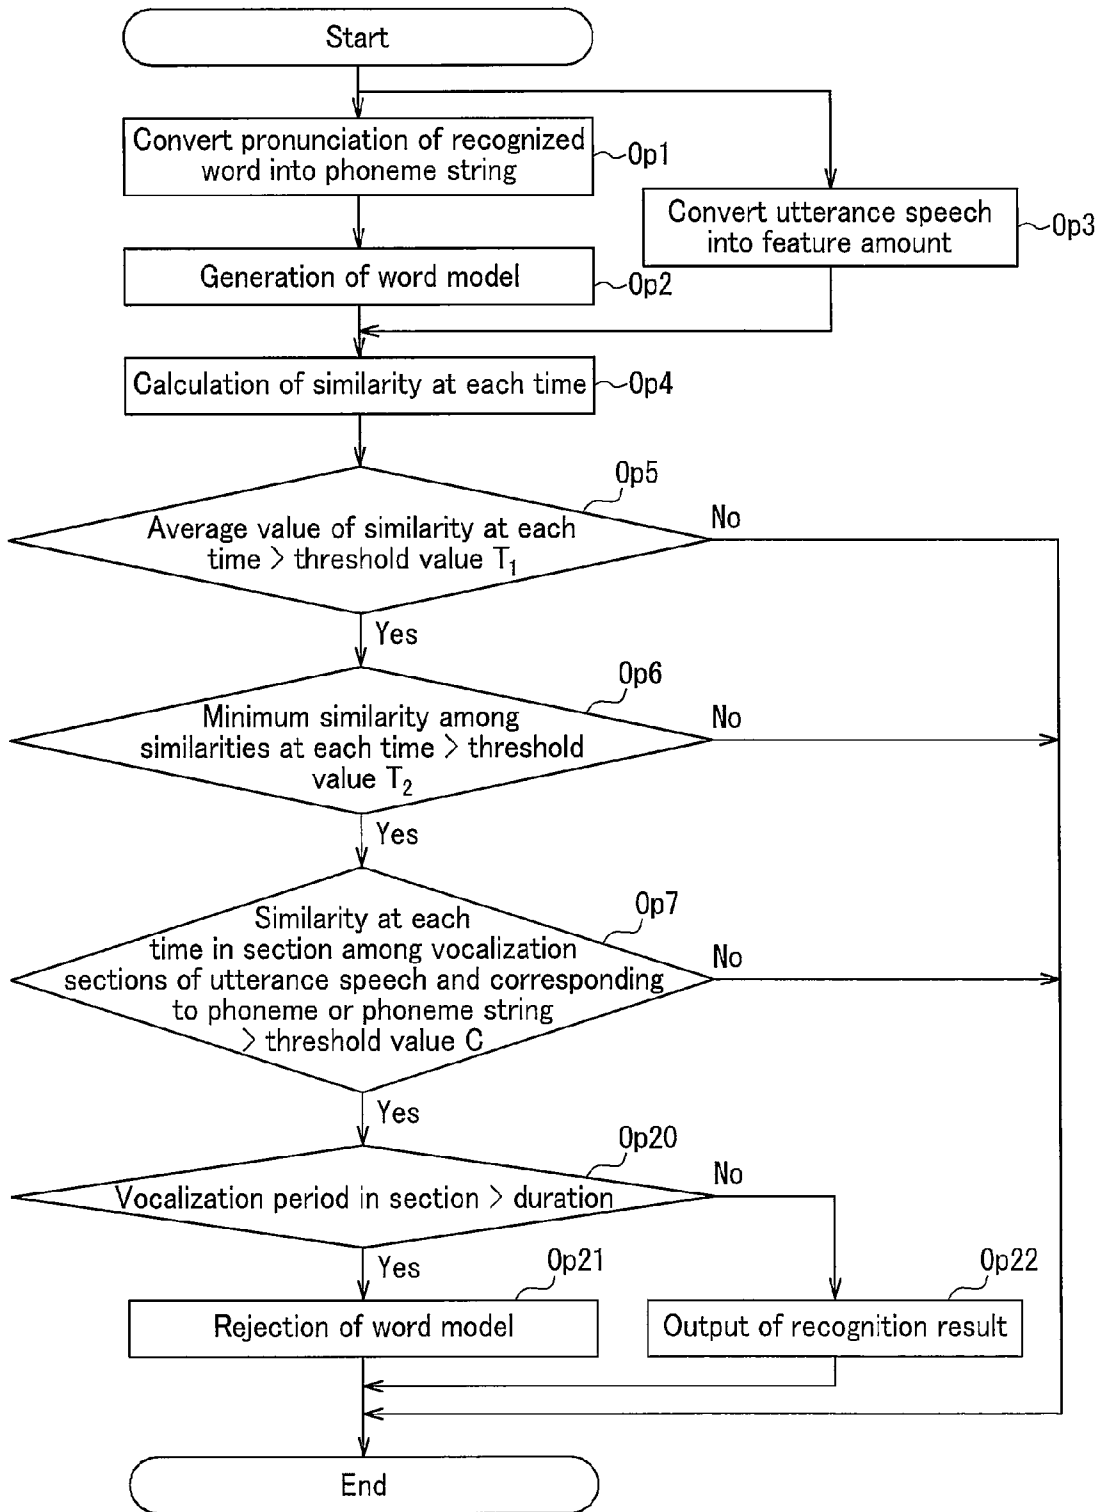 Start
Convert pronunciation of recognized
word into phoneme string
Op1
Convert utterance speech
into feature amount
Op3
Generation of word model
Op2
Calculation of similarity at each time
Op4
Op5
Average value of similarity at each
time > threshold value T₁
No
Yes
Op6
Minimum similarity among
similarities at each time > threshold
value T₂
No
Yes
Op7
Similarity at each
time in section among vocalization
sections of utterance speech and corresponding
to phoneme or phoneme string
> threshold value C
No
Yes
Op20
Vocalization period in section > duration
No
Yes
Op21
Rejection of word model
Op22
Output of recognition result
End